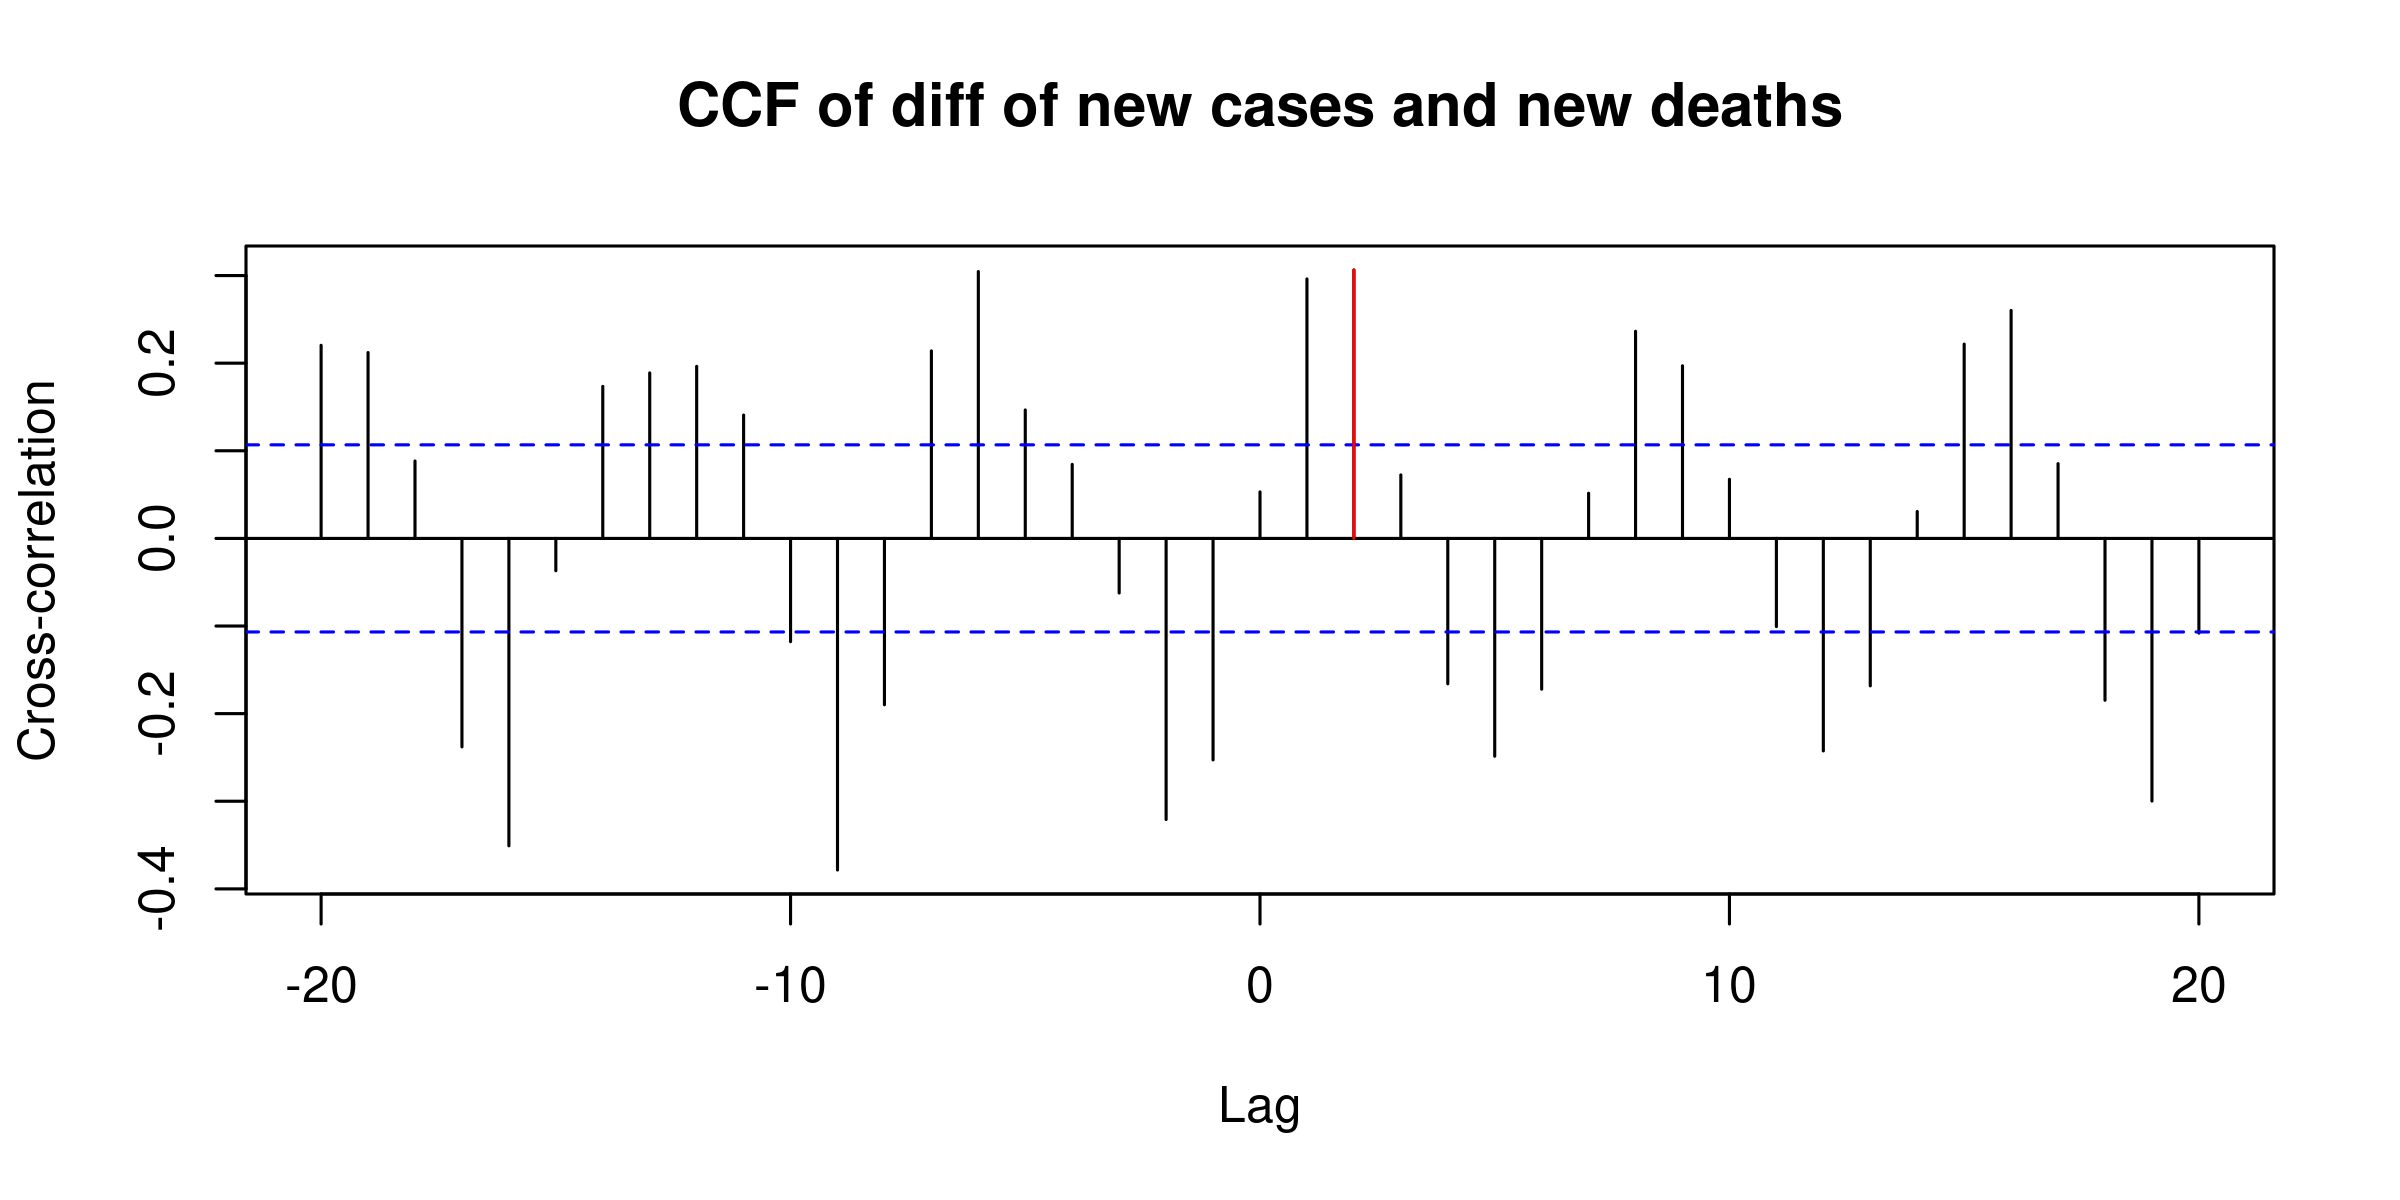 CCF of diff of new cases and new deaths
Cross-correlation
0.2
0.0
-0.2
-0.4
-20 -10 0 10 20
Lag